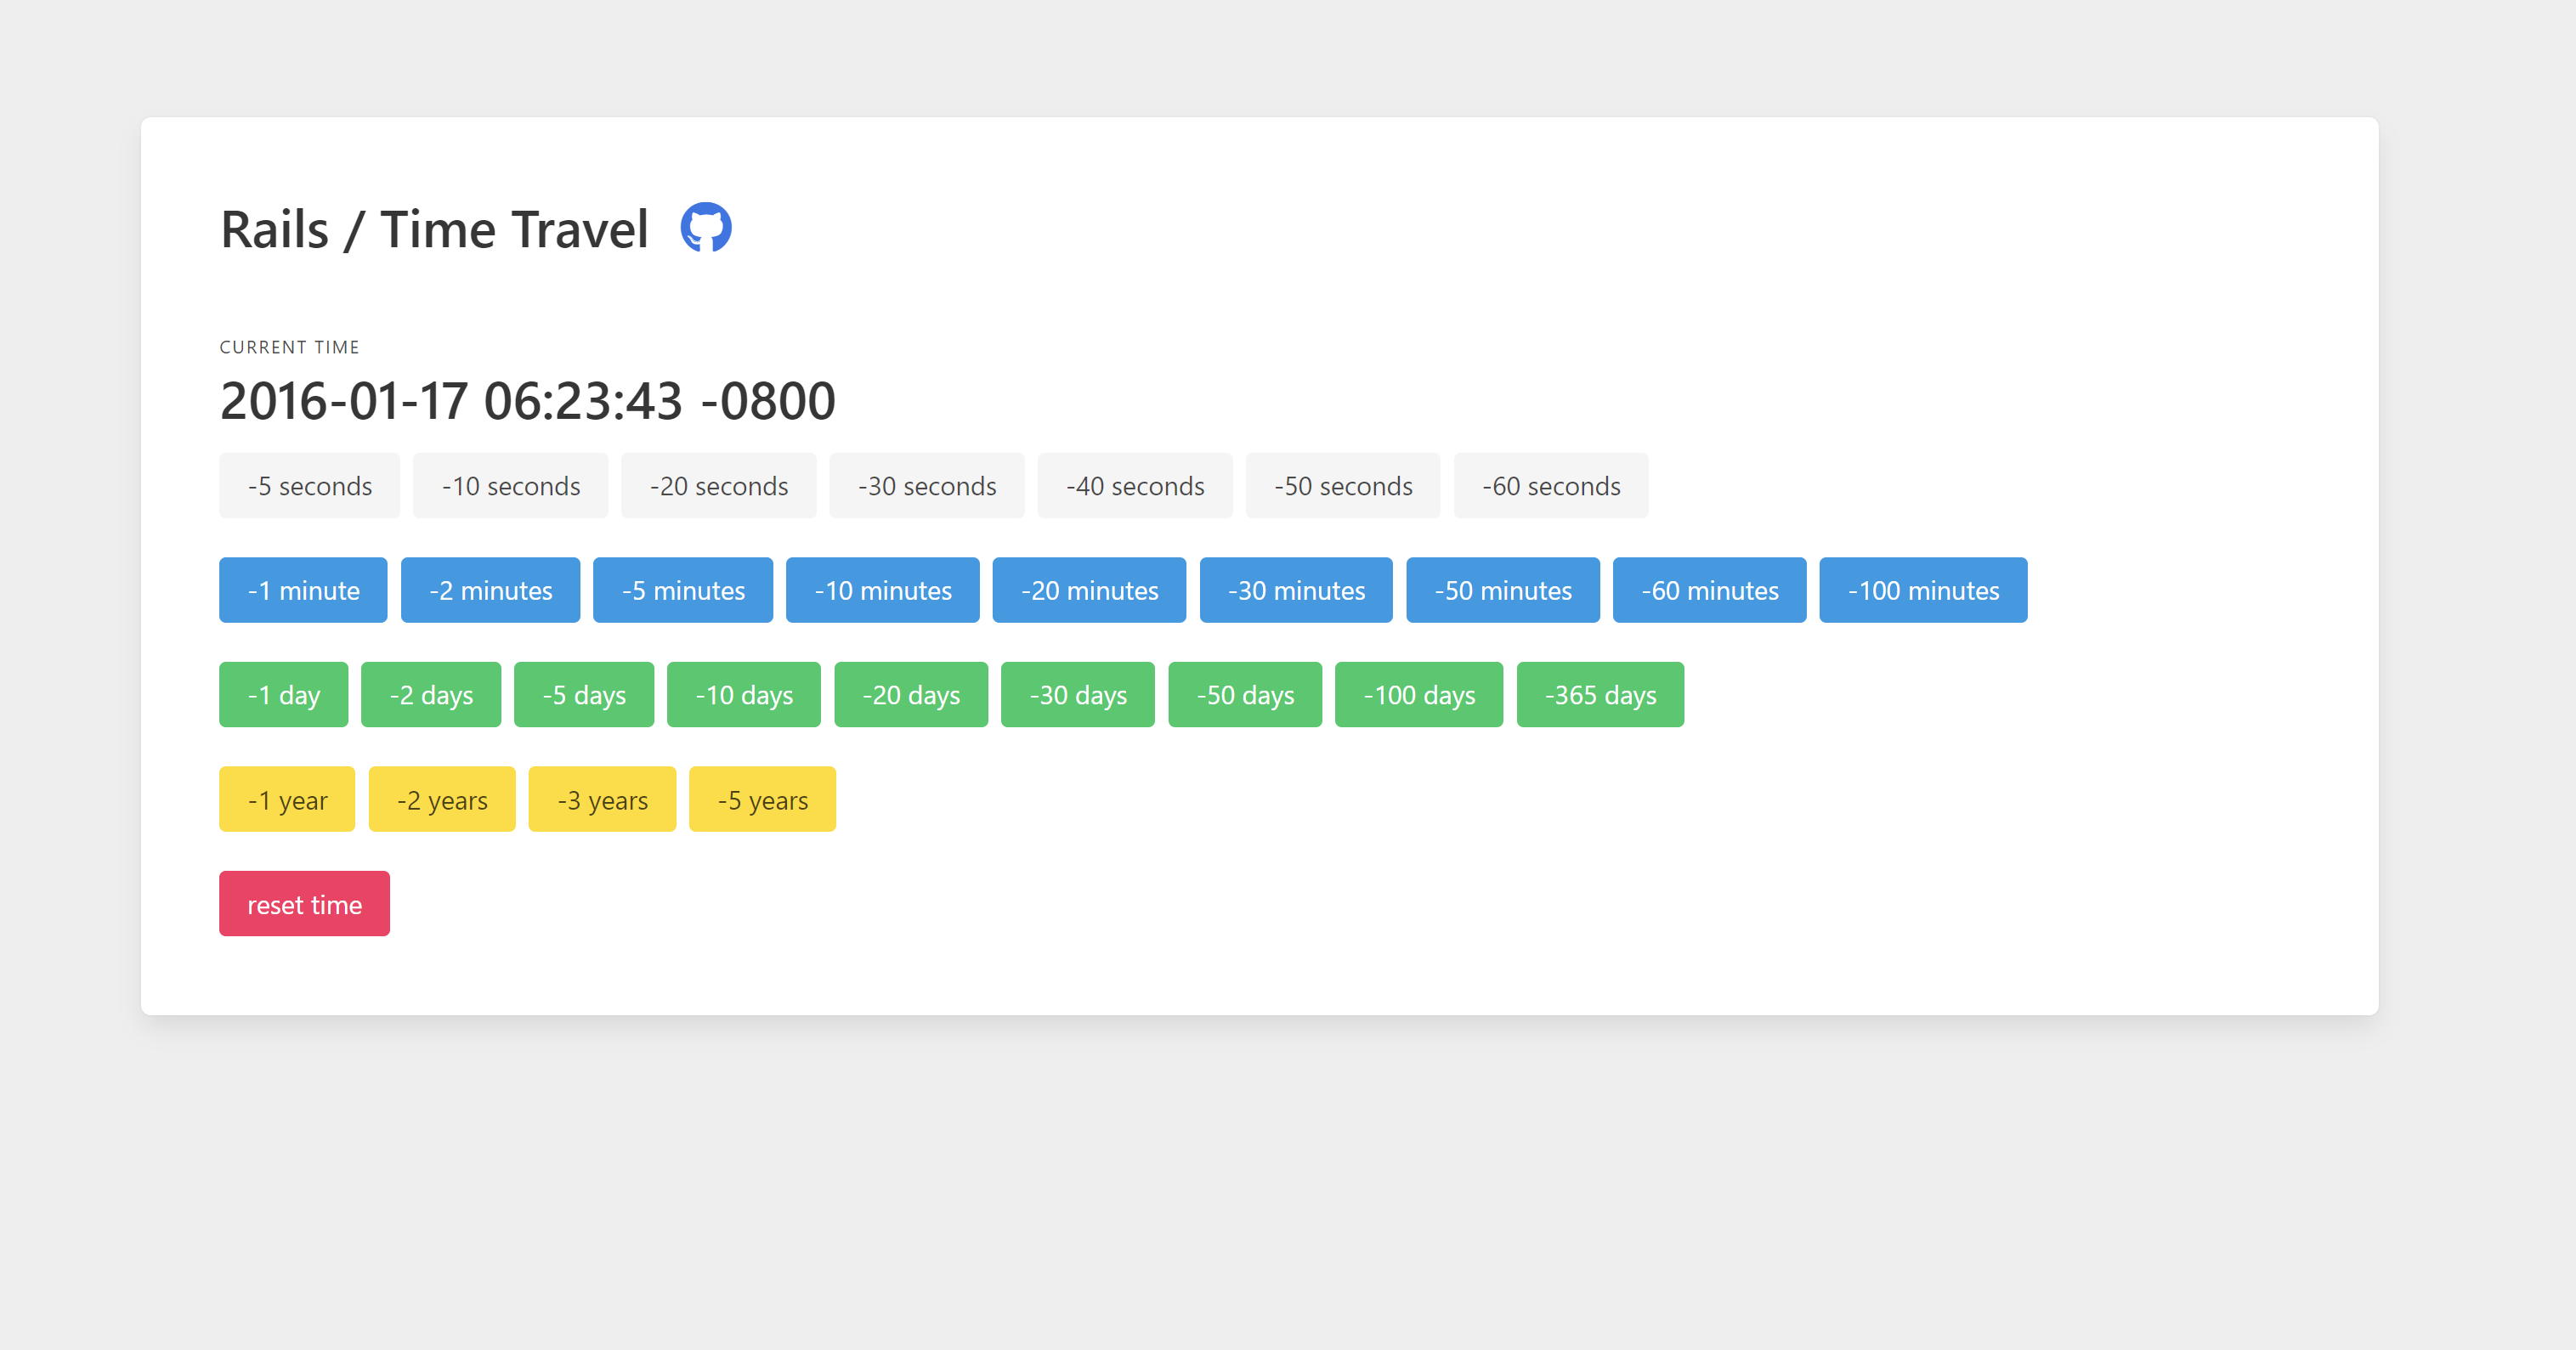 Rails / Time Travel
CURRENT TIME
2016-01-17 06:23:43 -0800
-5 seconds -10 seconds -20 seconds -30 seconds -40 seconds -50 seconds -60 seconds
-1 minute -2 minutes -5 minutes -10 minutes -20 minutes -30 minutes -50 minutes -60 minutes -100 minutes
-1 day -2 days -5 days -10 days -20 days -30 days -50 days -100 days -365 days
-1 year -2 years -3 years -5 years
reset time